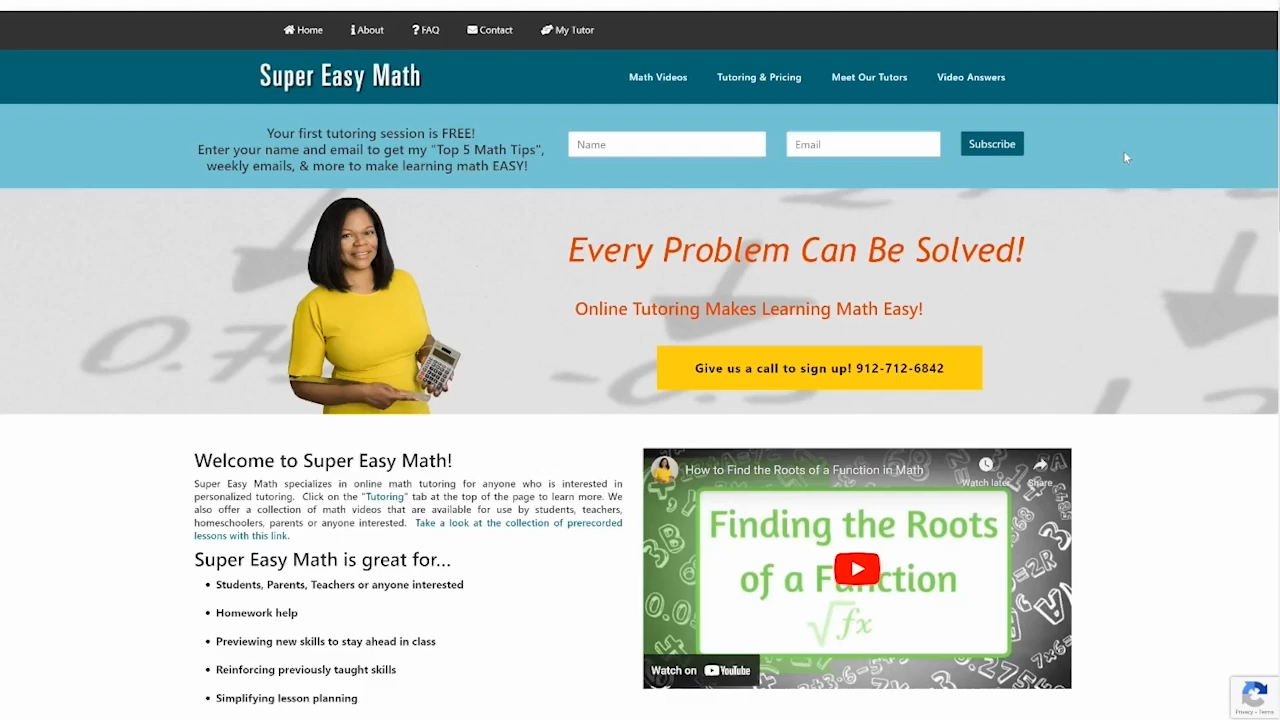 Home About FAQ Contact My Tutor
Super Easy Math
Math Videos Tutoring & Pricing Meet Our Tutors Video Answers
Your first tutoring session is FREE!
Enter your name and email to get my "Top 5 Math Tips",
weekly emails, & more to make learning math EASY!
Name Email Subscribe
Every Problem Can Be Solved!
Online Tutoring Makes Learning Math Easy!
Give us a call to sign up! 912-712-6842
Welcome to Super Easy Math!
Super Easy Math specializes in online math tutoring for anyone who is interested in
personalized tutoring. Click on the "Tutoring" tab at the top of the page to learn more. We
also offer a collection of math videos that are available for use by students, teachers,
homeschoolers, parents or anyone interested. Take a look at the collection of prerecorded
lessons with this link.
Super Easy Math is great for...
• Students, Parents, Teachers or anyone interested
• Homework help
• Previewing new skills to stay ahead in class
• Reinforcing previously taught skills
• Simplifying lesson planning
How to Find the Roots of a Function in Math
Watch later Share
Finding the Roots
of a Function
√fx
Watch on YouTube
Privacy - Terms